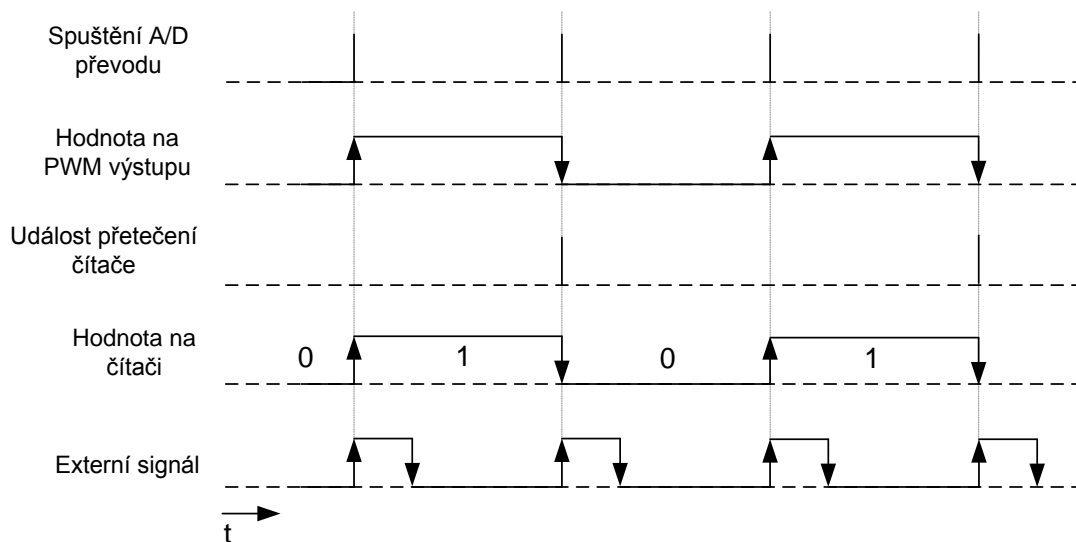 Spuštění A/D
převodu
Hodnota na
PWM výstupu
Událost přetečení
čítače
Hodnota na
čítači
0
1
0
1
Externí signál
t